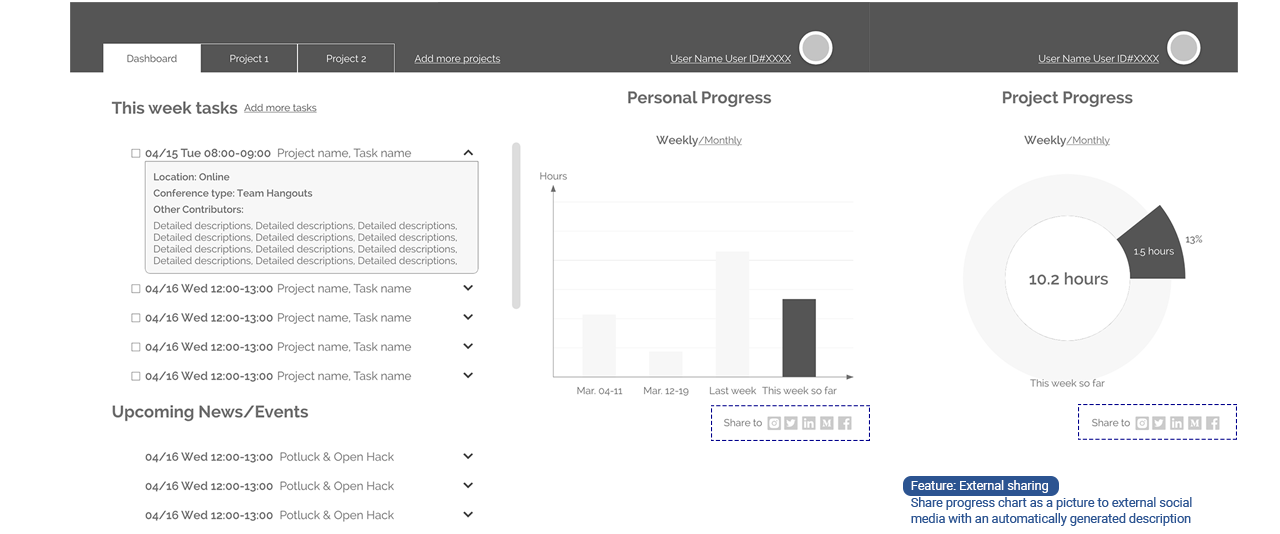 Dashboard
Project 1
Project 2
Add more projects
User Name User ID#XXXX
User Name User ID#XXXX
This week tasks Add more tasks
04/15 Tue 08:00-09:00 Project name, Task name
Location: Online
Conference type: Team Hangouts
Other Contributors:
Detailed descriptions, Detailed descriptions, Detailed descriptions,
Detailed descriptions, Detailed descriptions, Detailed descriptions,
Detailed descriptions, Detailed descriptions, Detailed descriptions,
Detailed descriptions, Detailed descriptions, Detailed descriptions,
04/16 Wed 12:00-13:00 Project name, Task name
04/16 Wed 12:00-13:00 Project name, Task name
04/16 Wed 12:00-13:00 Project name, Task name
04/16 Wed 12:00-13:00 Project name, Task name
Upcoming News/Events
04/16 Wed 12:00-13:00 Potluck & Open Hack
04/16 Wed 12:00-13:00 Potluck & Open Hack
04/16 Wed 12:00-13:00 Potluck & Open Hack
Personal Progress
Weekly/Monthly
Hours
Mar. 04-11
Mar. 12-19
Last week
This week so far
Share to
Project Progress
Weekly/Monthly
13%
1.5 hours
10.2 hours
This week so far
Share to
Feature: External sharing
Share progress chart as a picture to external social
media with an automatically generated description